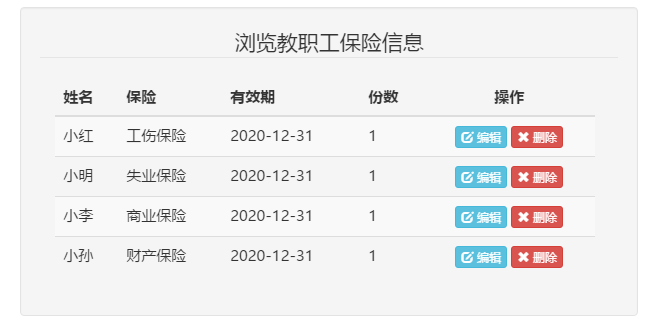 浏览教职工保险信息
姓名 保险 有效期 份数 操作
小红 工伤保险 2020-12-31 1 编辑 删除
小明 失业保险 2020-12-31 1 编辑 删除
小李 商业保险 2020-12-31 1 编辑 删除
小孙 财产保险 2020-12-31 1 编辑 删除